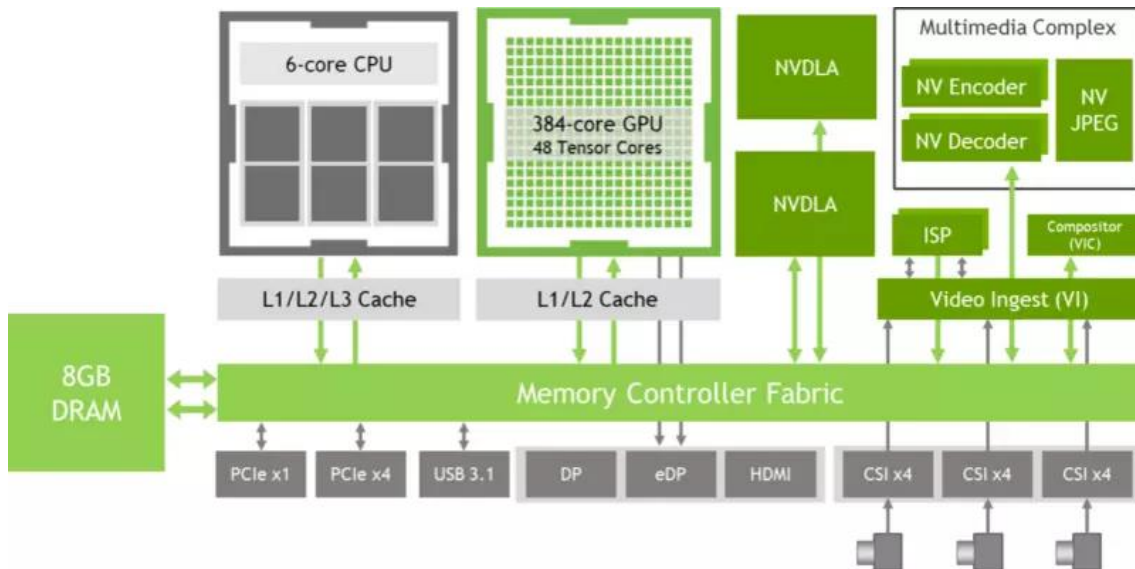 6-core CPU
384-core GPU
48 Tensor Cores
NVDLA
NVDLA
Multimedia Complex
NV Encoder
NV Decoder
NV
JPEG
ISP
Compositor
(VIC)
L1/L2/L3 Cache
L1/L2 Cache
Video Ingest (VI)
8GB
DRAM
Memory Controller Fabric
PCIe x1
PCIe x4
USB 3.1
DP
eDP
HDMI
CSI x4
CSI x4
CSI x4